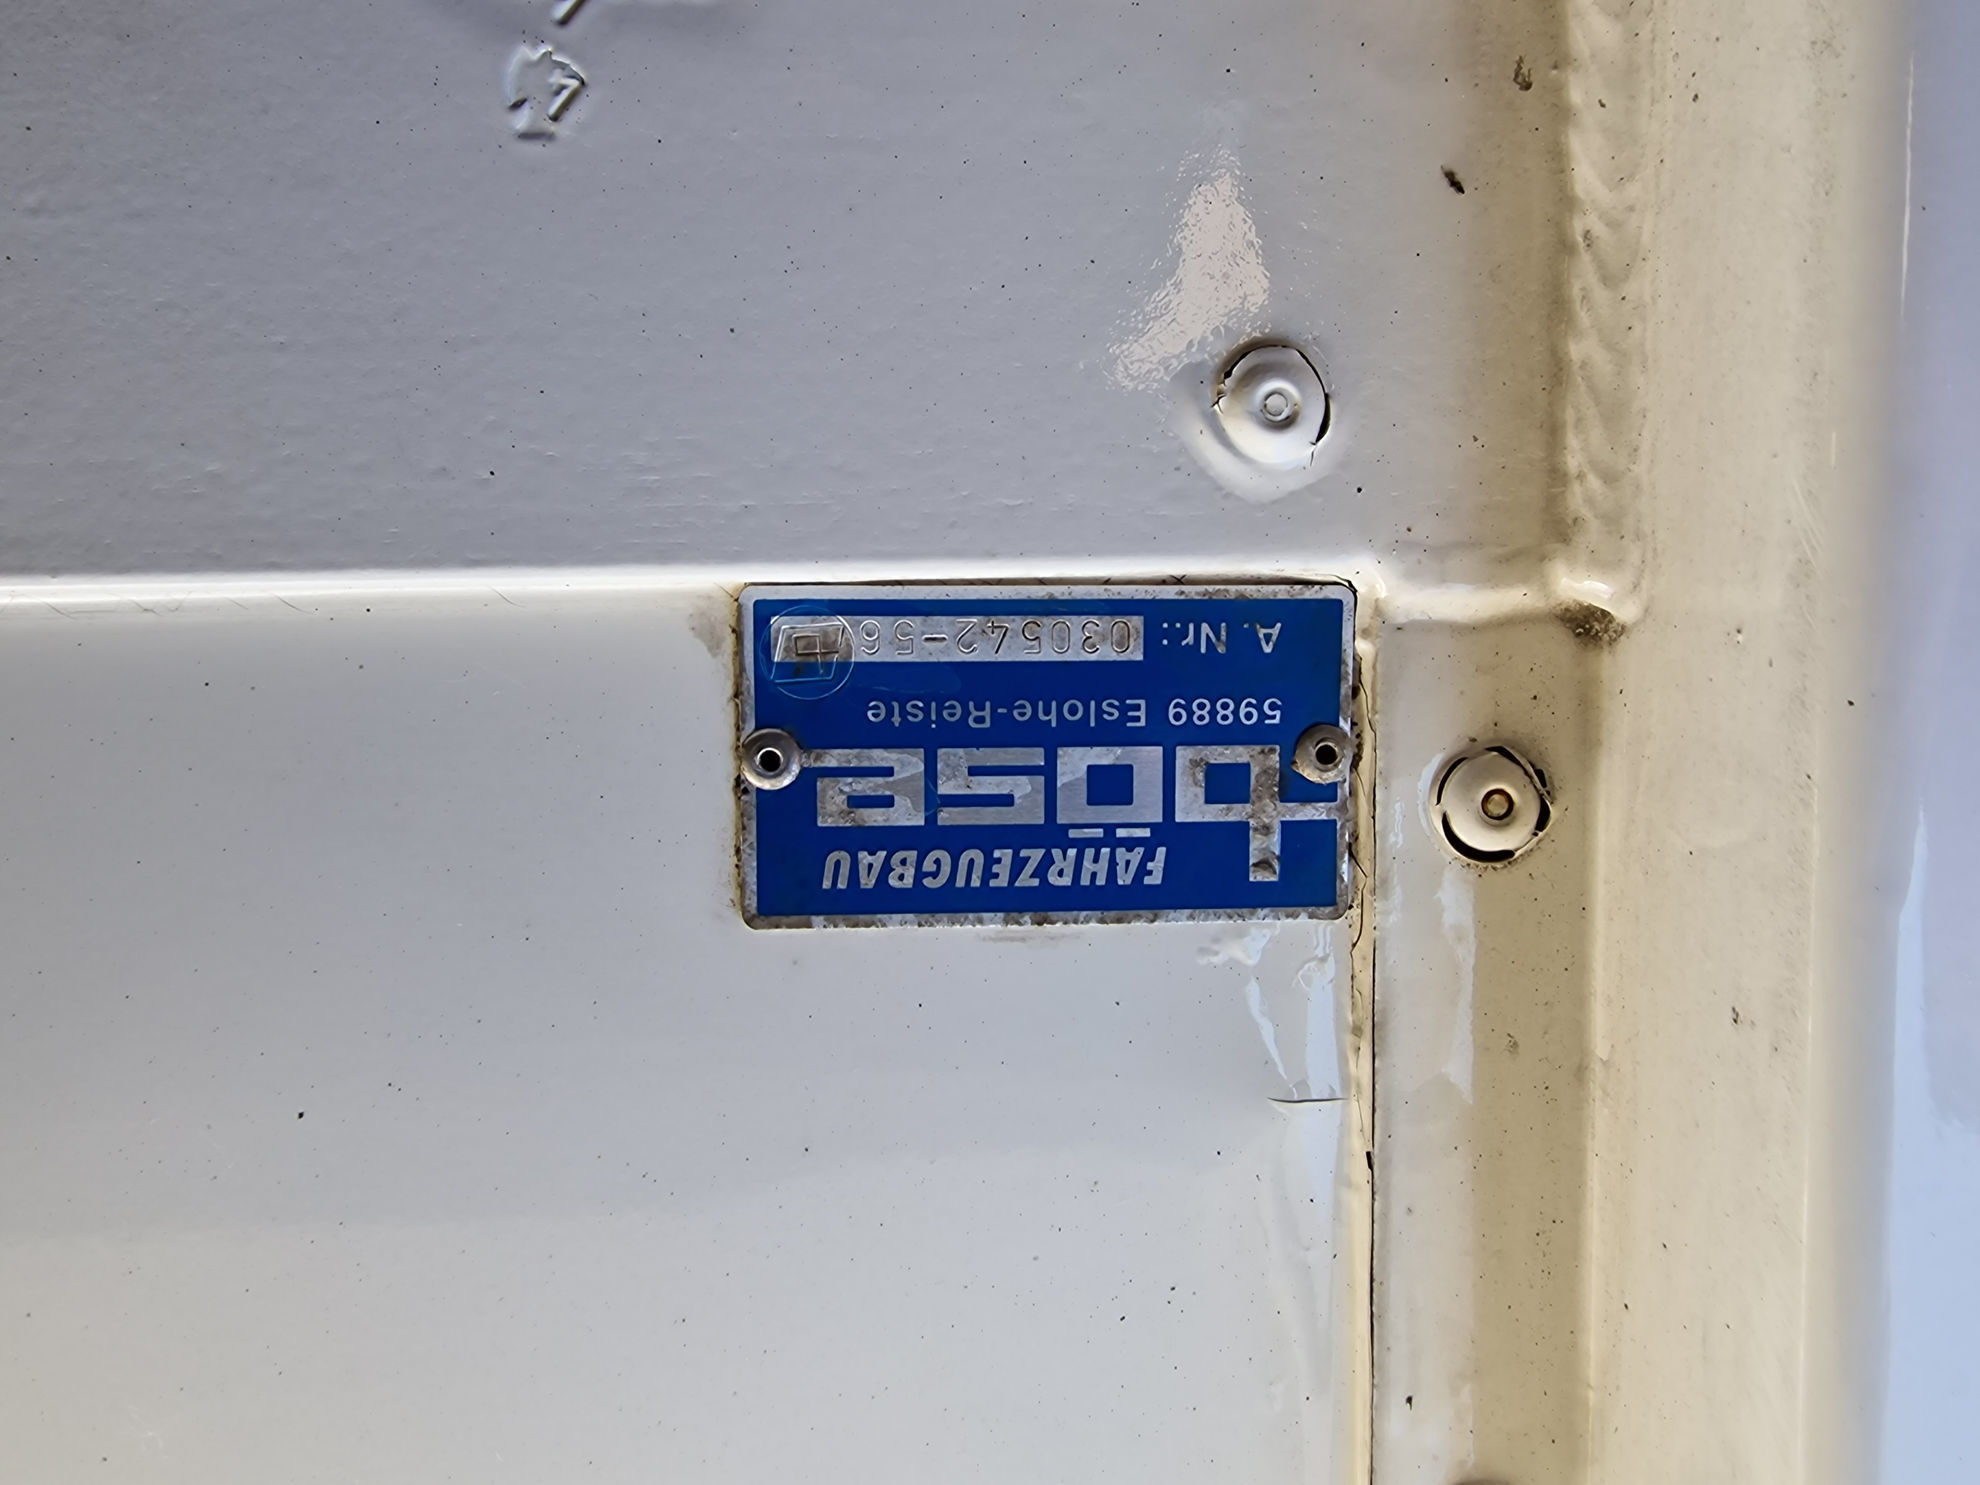 FAHRZEUGBAU
böse
59889 Eslohe-Reiste
A. Nr.: 030542-56